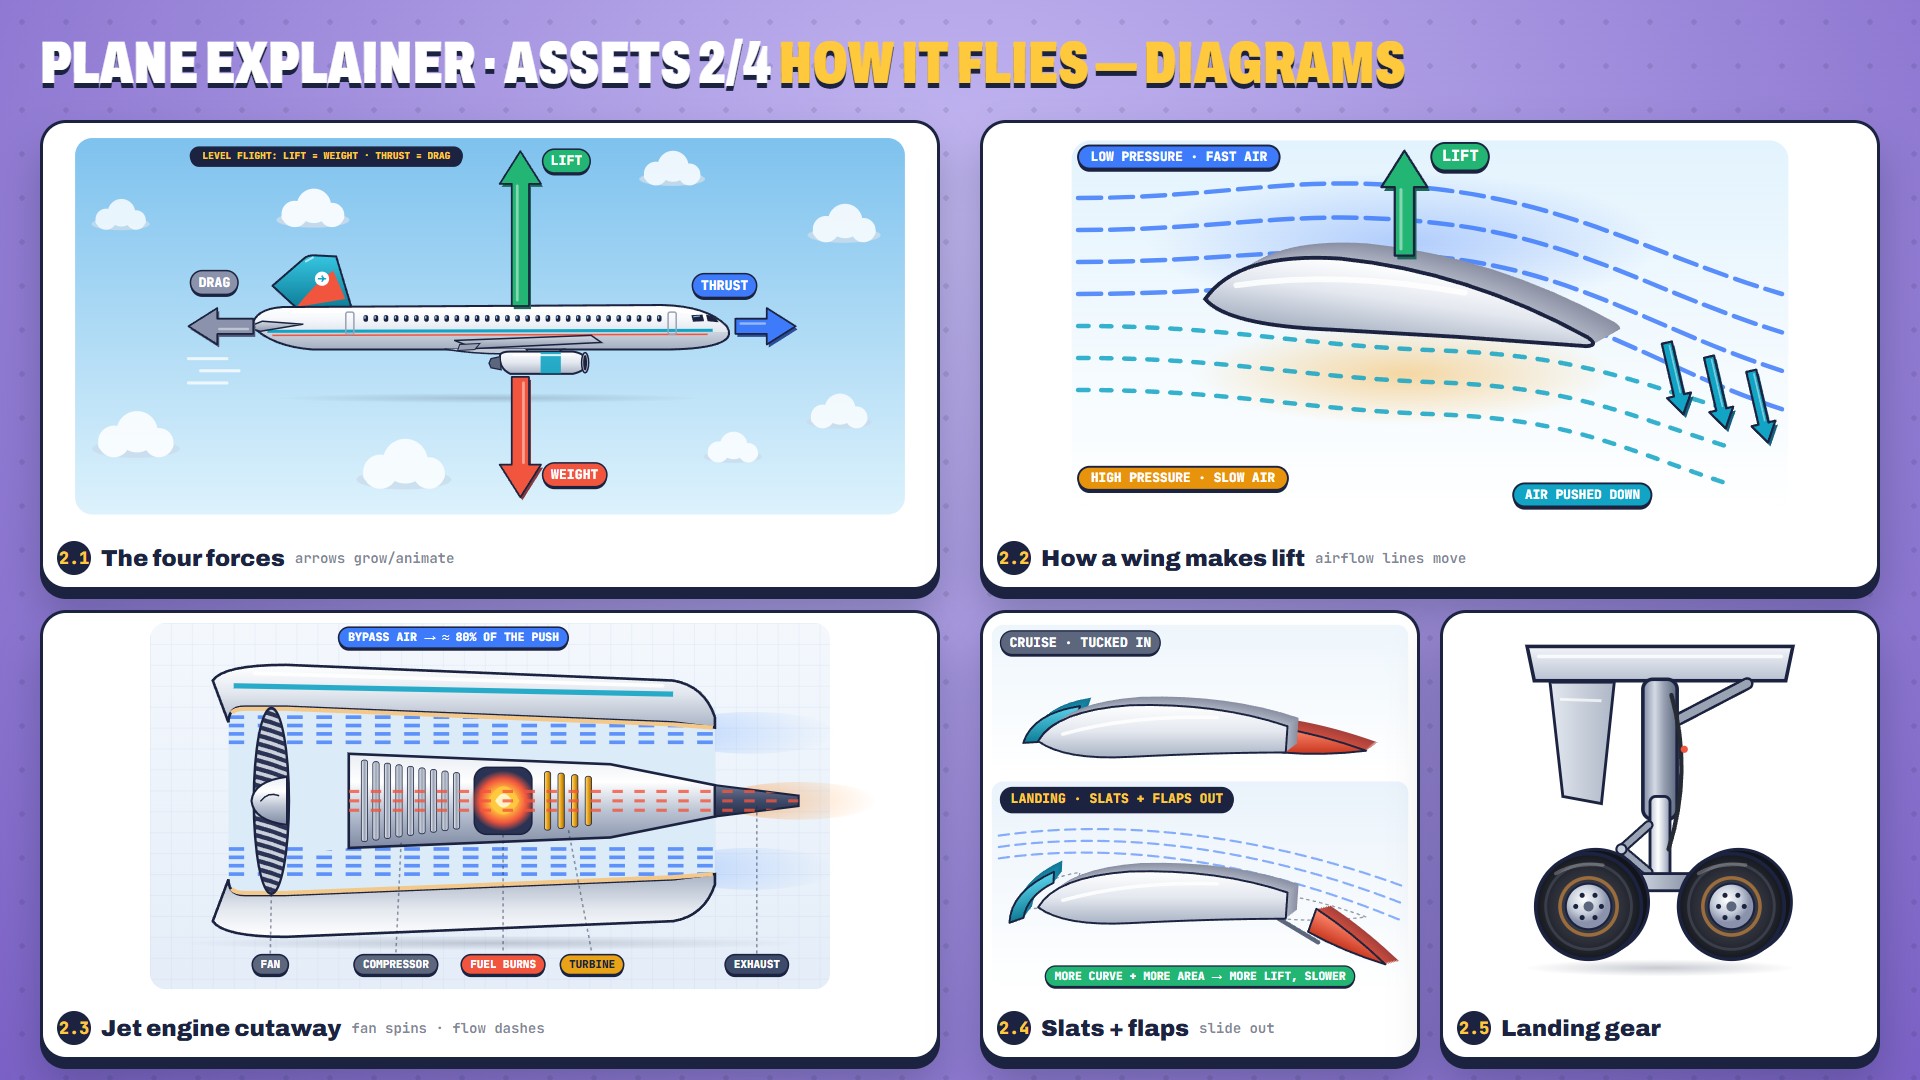 PLANE EXPLAINER · ASSETS 2/4 HOW IT FLIES — DIAGRAMS
LEVEL FLIGHT: LIFT = WEIGHT · THRUST = DRAG
LIFT
DRAG
THRUST
WEIGHT
2.1 The four forces arrows grow/animate
LOW PRESSURE · FAST AIR
LIFT
HIGH PRESSURE · SLOW AIR
AIR PUSHED DOWN
2.2 How a wing makes lift airflow lines move
BYPASS AIR → ≈ 80% OF THE PUSH
FAN
COMPRESSOR
FUEL BURNS
TURBINE
EXHAUST
2.3 Jet engine cutaway fan spins · flow dashes
CRUISE · TUCKED IN
LANDING · SLATS + FLAPS OUT
MORE CURVE + MORE AREA → MORE LIFT, SLOWER
2.4 Slats + flaps slide out
2.5 Landing gear